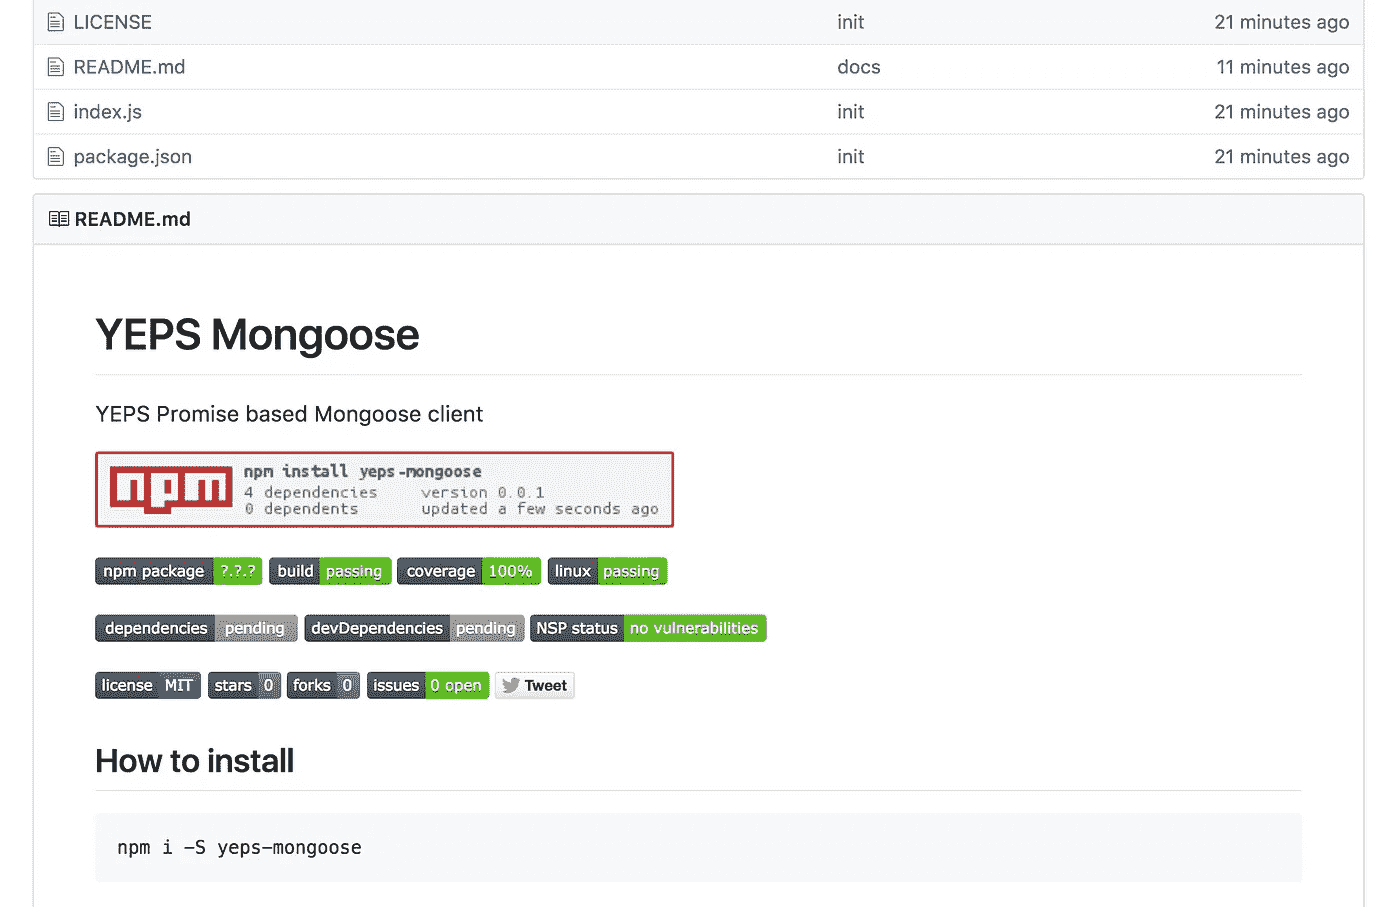 LICENSE init 21 minutes ago
README.md docs 11 minutes ago
index.js init 21 minutes ago
package.json init 21 minutes ago
README.md
YEPS Mongoose
YEPS Promise based Mongoose client
npm npm install yeps-mongoose
4 dependencies version 0.0.1
0 dependents updated a few seconds ago
npm package ?.?.? build passing coverage 100% linux passing
dependencies pending devDependencies pending NSP status no vulnerabilities
license MIT stars 0 forks 0 issues 0 open Tweet
How to install
npm i -S yeps-mongoose